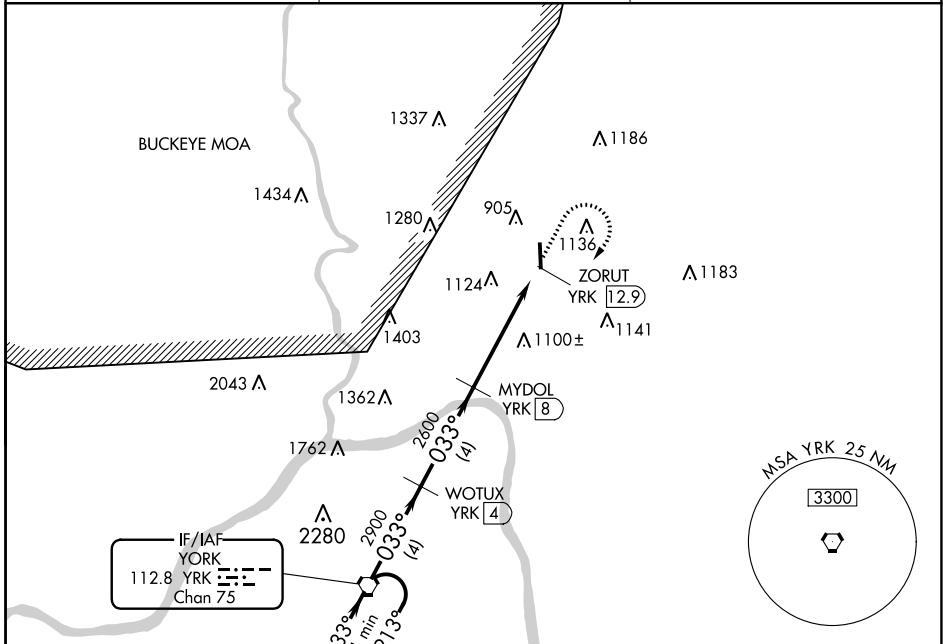 BUCKEYE MOA
1337
1186
1434
1280
905
1136
1124
ZORUT
YRK 12.9
1183
1403
1100±
1141
2043
1362
MYDOL
YRK 8
2600
033°
(4)
1762
WOTUX
YRK 4
2900
033°
(4)
2280
IF/IAF
YORK
112.8 YRK
Chan 75
min
213°
MSA YRK 25 NM
3300